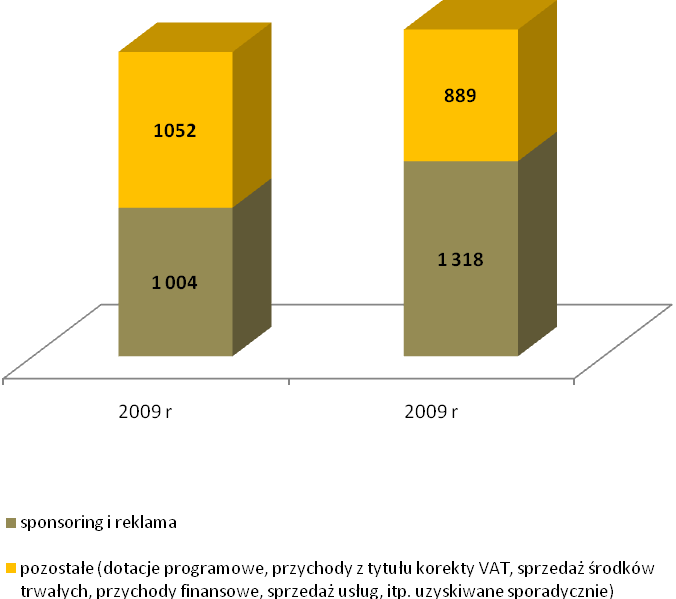 1052
889
1 004
1 318
2009 r
2009 r
sponsoring i reklama
pozostałe (dotacje programowe, przychody z tytułu korekty VAT, sprzedaż środków
trwałych, przychody finansowe, sprzedaż usług, itp. uzyskiwane sporadycznie)